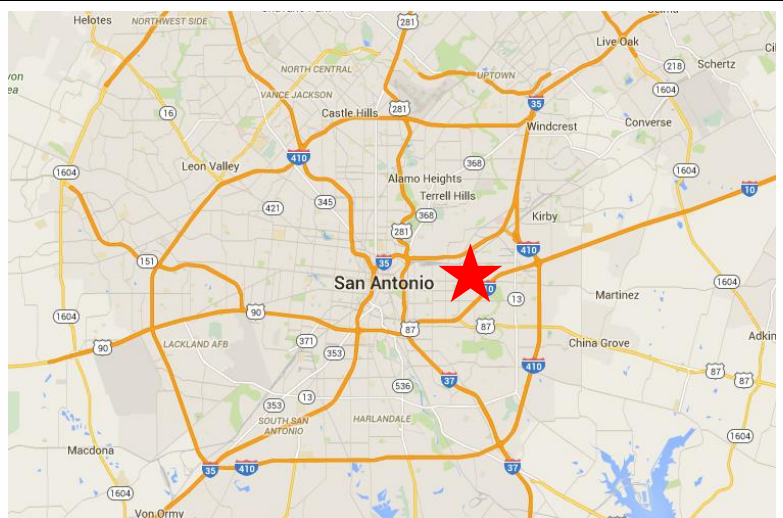 Helotes
NORTHWEST SIDE
281
Live Oak
218
Schertz
NORTH CENTRAL
UPTOWN
1604
VANCE JACKSON
35
281
16
Castle Hills
Windcrest
Converse
410
368
1604
Leon Valley
1604
Alamo Heights
10
Terrell Hills
345
421
368
Kirby
281
410
151
35
San Antonio
13
Martinez
1604
90
87
87
371
China Grove
LACKLAND AFB
353
90
410
87
87
37
536
13
353
HARLANDALE
SOUTH SAN
ANTONIO
1604
Macdona
35
410
37
1604
Von Ormy